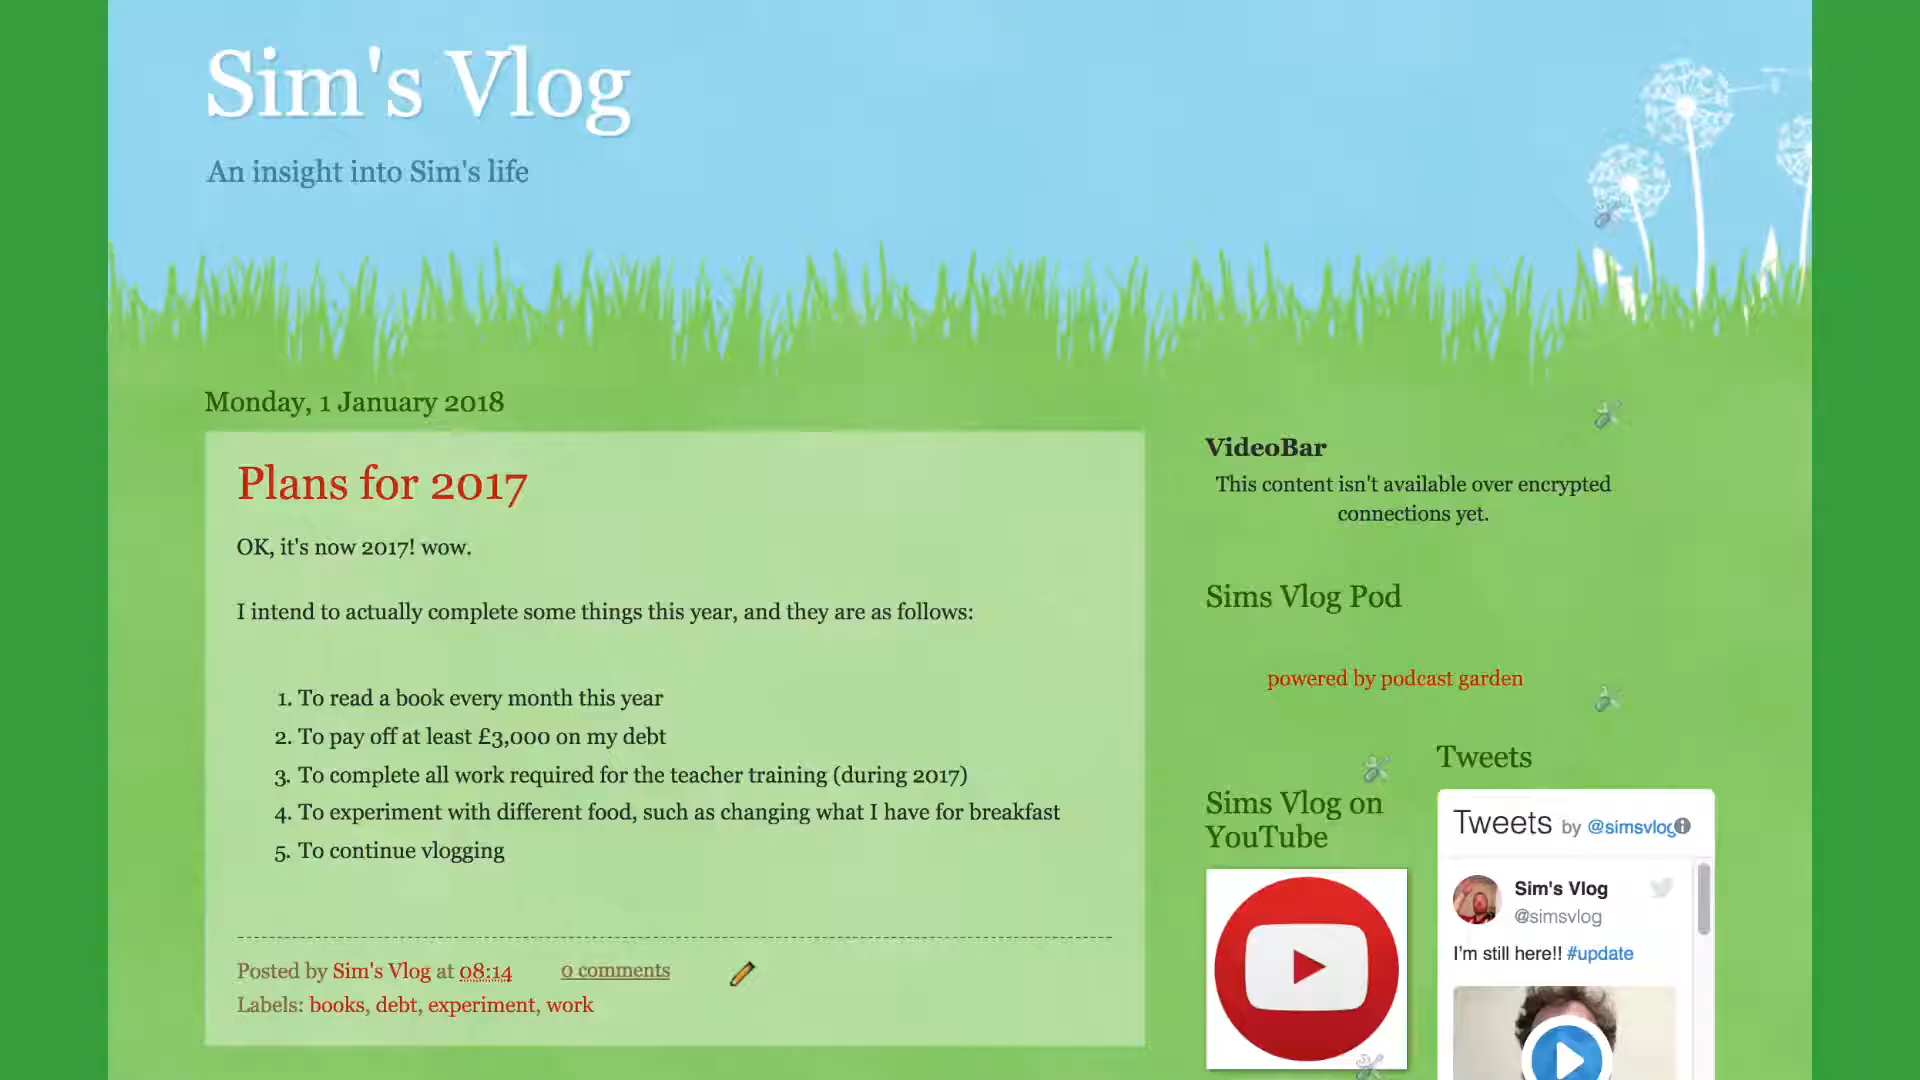 Sim's Vlog
An insight into Sim's life
Monday, 1 January 2018
Plans for 2017
OK, it's now 2017! wow.
I intend to actually complete some things this year, and they are as follows:
1. To read a book every month this year
2. To pay off at least £3,000 on my debt
3. To complete all work required for the teacher training (during 2017)
4. To experiment with different food, such as changing what I have for breakfast
5. To continue vlogging
Posted by Sim's Vlog at 08:14 0 comments
Labels: books, debt, experiment, work
VideoBar
This content isn't available over encrypted
connections yet.
Sims Vlog Pod
powered by podcast garden
Sims Vlog on
YouTube
Tweets
Tweets by @simsvlog
Sim's Vlog
@simsvlog
I'm still here!! #update